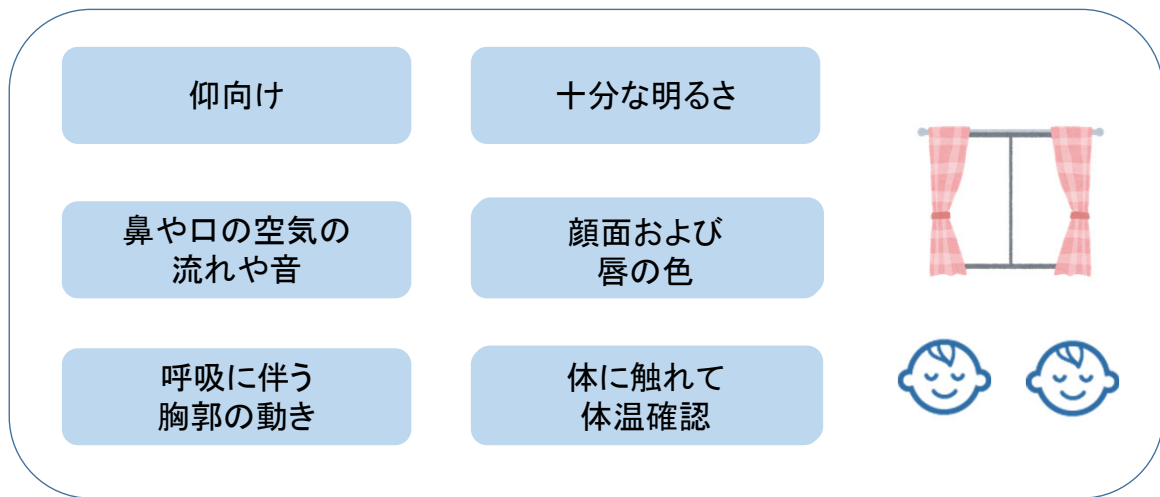 仰向け
十分な明るさ
鼻や口の空気の
流れや音
顔面および
唇の色
呼吸に伴う
胸郭の動き
体に触れて
体温確認